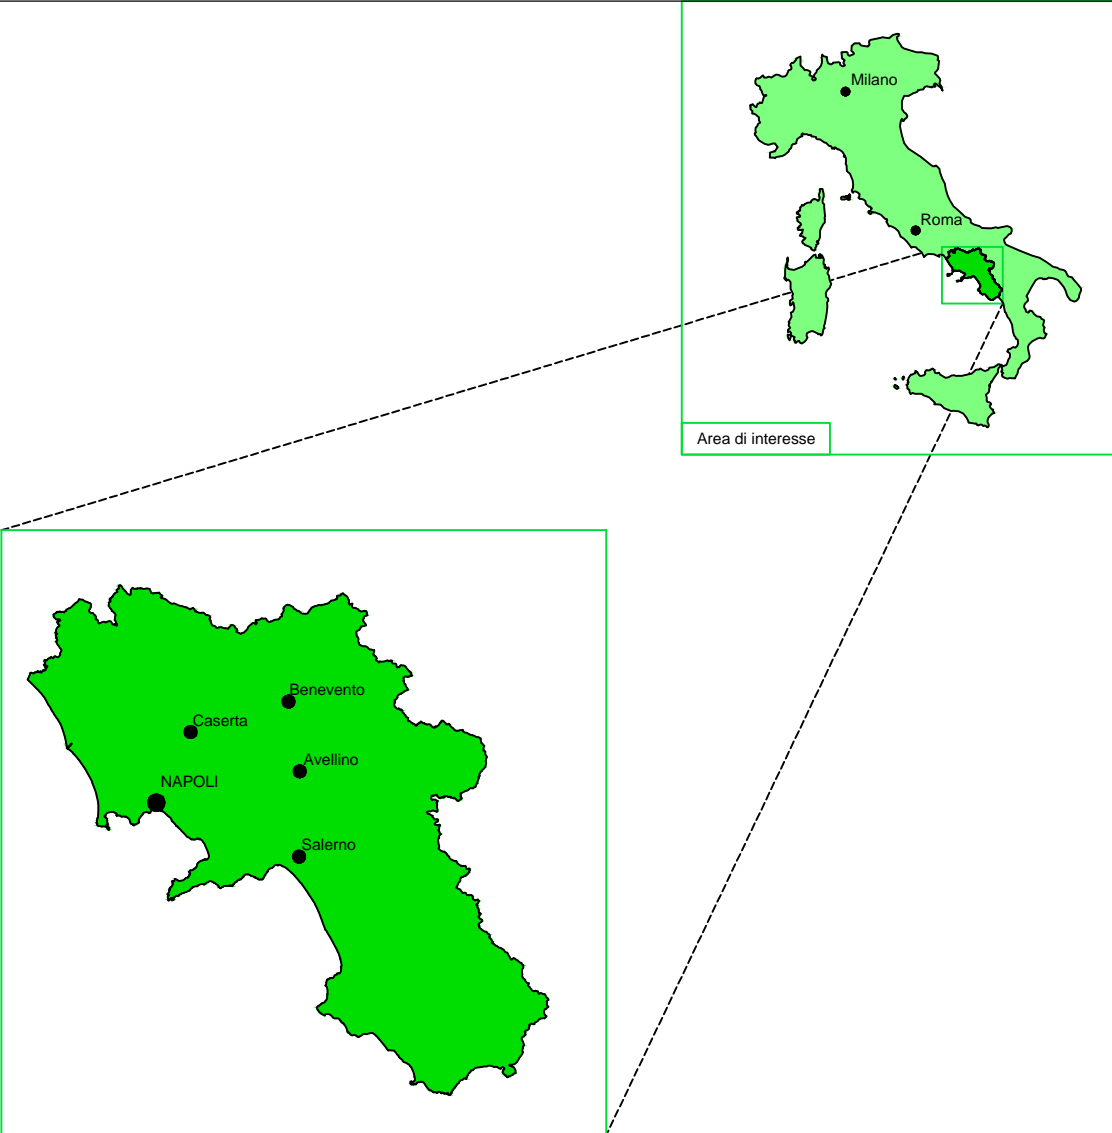 Milano
Roma
Area di interesse
Benevento
Caserta
Avellino
NAPOLI
Salerno